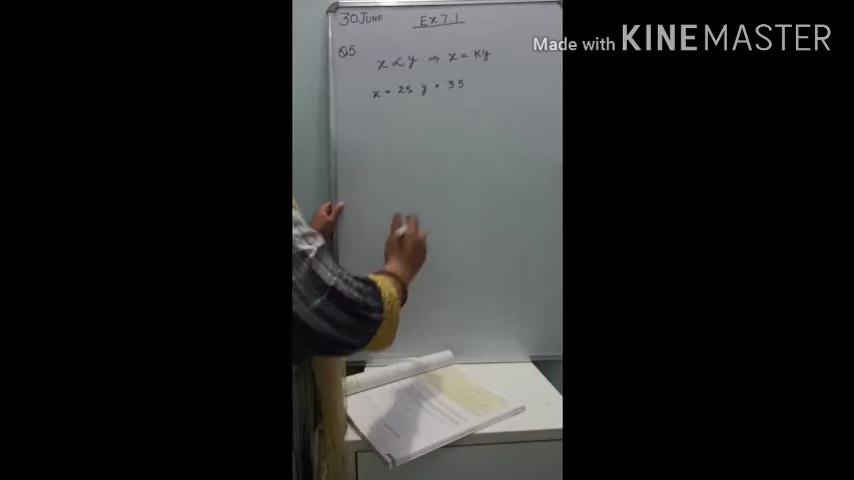 30 JUNE Ex 7.1
Made with KINEMASTER
Q5
x ∝ y ⇒ x = Ky
x = 25, y = 35